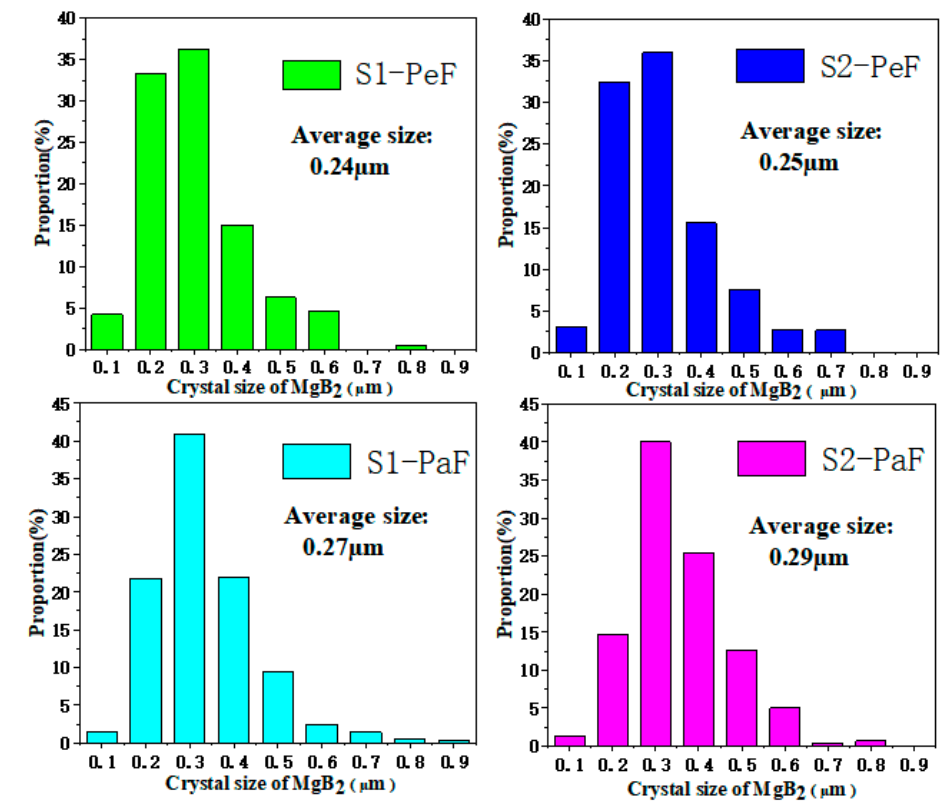 40
35
30
25
20
15
10
5
0
Proportion(%)
S1-PeF
Average size:
0.24μm
0.1 0.2 0.3 0.4 0.5 0.6 0.7 0.8 0.9
Crystal size of MgB2 (μm)
40
35
30
25
20
15
10
5
0
Proportion(%)
S2-PeF
Average size:
0.25μm
0.1 0.2 0.3 0.4 0.5 0.6 0.7 0.8 0.9
Crystal size of MgB2 ( μm)
45
40
35
30
25
20
15
10
5
0
Proportion(%)
S1-PaF
Average size:
0.27μm
0.1 0.2 0.3 0.4 0.5 0.6 0.7 0.8 0.9
Crystal size of MgB2 (μm)
45
40
35
30
25
20
15
10
5
0
Proportion(%)
S2-PaF
Average size:
0.29μm
0.1 0.2 0.3 0.4 0.5 0.6 0.7 0.8 0.9
Crystal size of MgB2 ( μm)